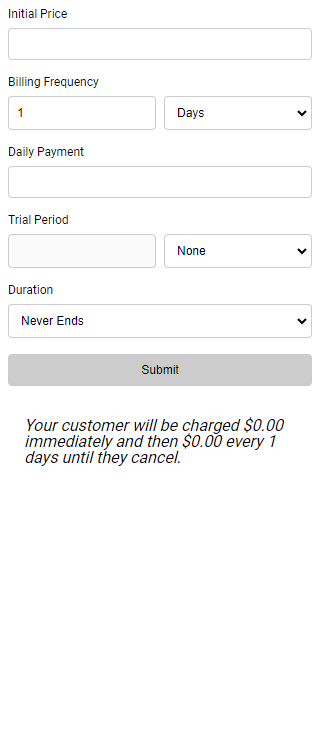 Initial Price
Billing Frequency
1 Days
Daily Payment
Trial Period
None
Duration
Never Ends
Submit
Your customer will be charged $0.00
immediately and then $0.00 every 1
days until they cancel.